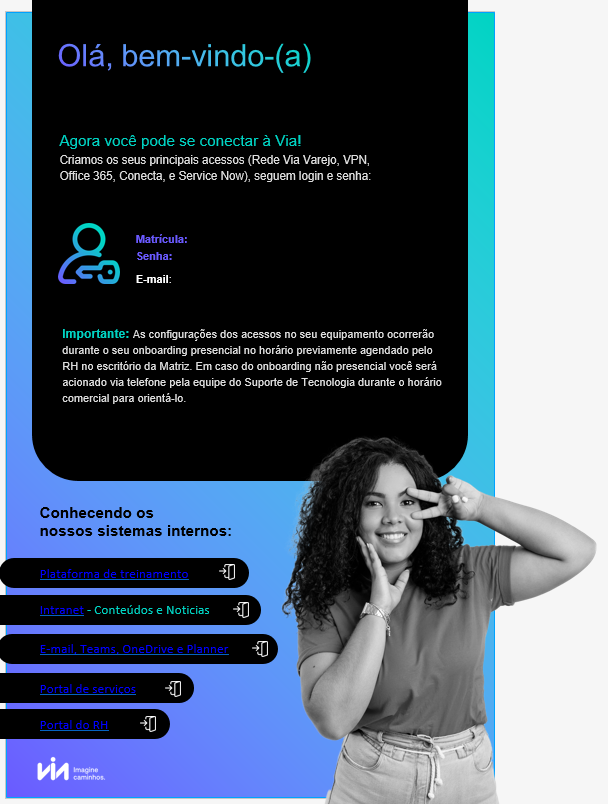 Olá, bem-vindo-(a)
Agora você pode se conectar à Via!
Criamos os seus principais acessos (Rede Via Varejo, VPN,
Office 365, Conecta, e Service Now), seguem login e senha:
Matrícula:
Senha:
E-mail:
Importante: As configurações dos acessos no seu equipamento ocorrerão
durante o seu onboarding presencial no horário previamente agendado pelo
RH no escritório da Matriz. Em caso do onboarding não presencial você será
acionado via telefone pela equipe do Suporte de Tecnologia durante o horário
comercial para orientá-lo.
Conhecendo os
nossos sistemas internos:
Plataforma de treinamento
Intranet - Conteúdos e Noticias
E-mail, Teams, OneDrive e Planner
Portal de serviços
Portal do RH
via imagine
caminhos.